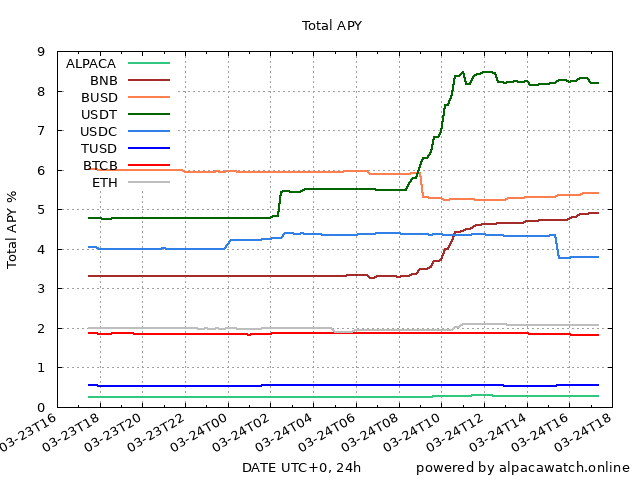 Total APY
9
8
7
6
5
4
3
2
1
0
Total APY %
ALPACA
BNB
BUSD
USDT
USDC
TUSD
BTCB
ETH
03-23T16
03-23T18
03-23T20
03-23T22
03-24T00
03-24T02
03-24T04
03-24T06
03-24T08
03-24T10
03-24T12
03-24T14
03-24T16
03-24T18
DATE UTC+0, 24h
powered by alpacawatch.online